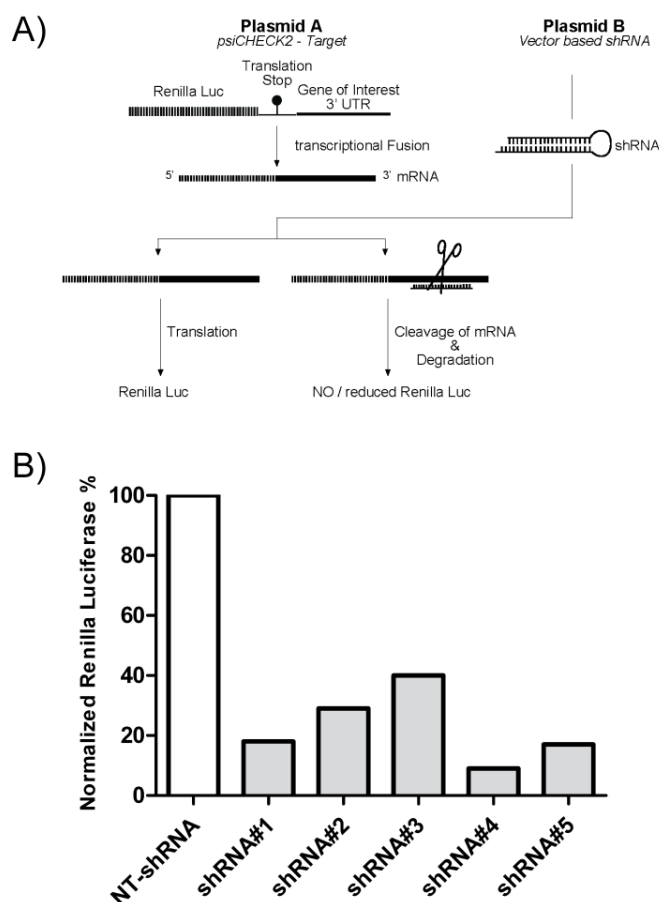 A)
Plasmid A
psiCHECK2 - Target
Plasmid B
Vector based shRNA
Translation
Stop
Renilla Luc
Gene of Interest
3' UTR
transcriptional Fusion
shRNA
5'
3' mRNA
Translation
Cleavage of mRNA
&
Degradation
Renilla Luc
NO / reduced Renilla Luc
B)
Normalized Renilla Luciferase %
100
80
60
40
20
0
NT-shRNA
shRNA#1
shRNA#2
shRNA#3
shRNA#4
shRNA#5